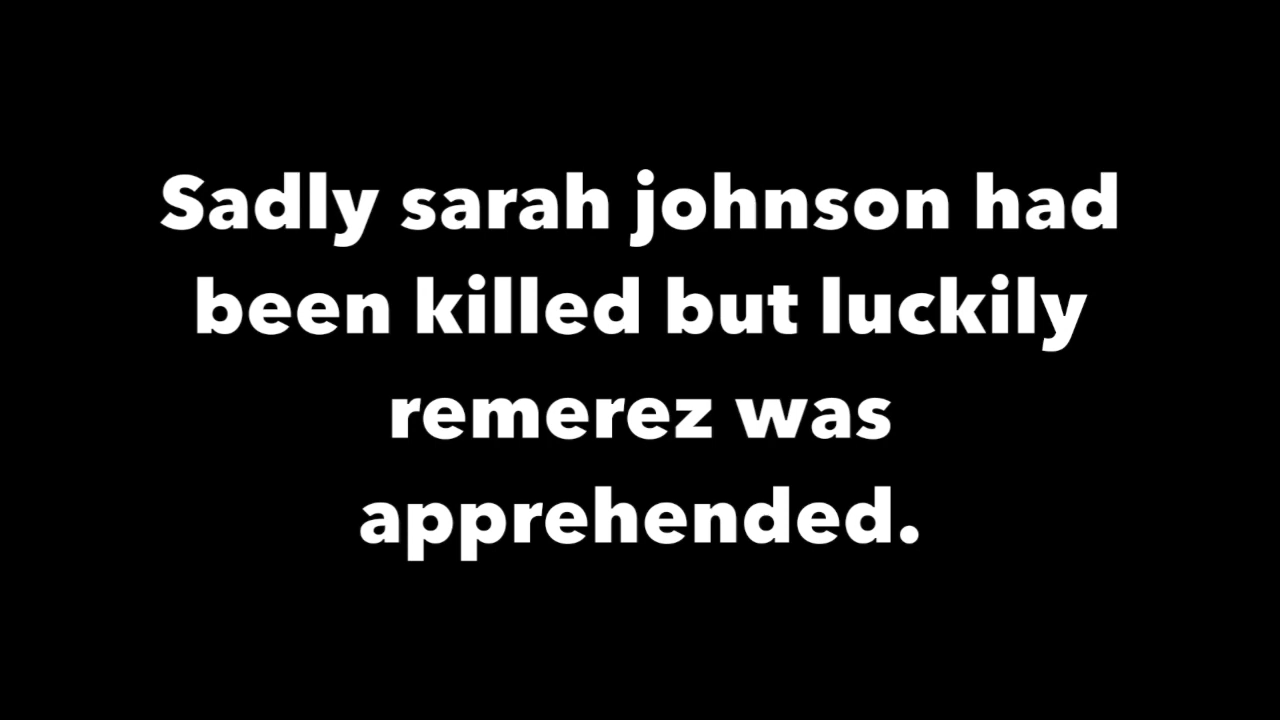 Sadly sarah johnson had
been killed but luckily
remerez was
apprehended.